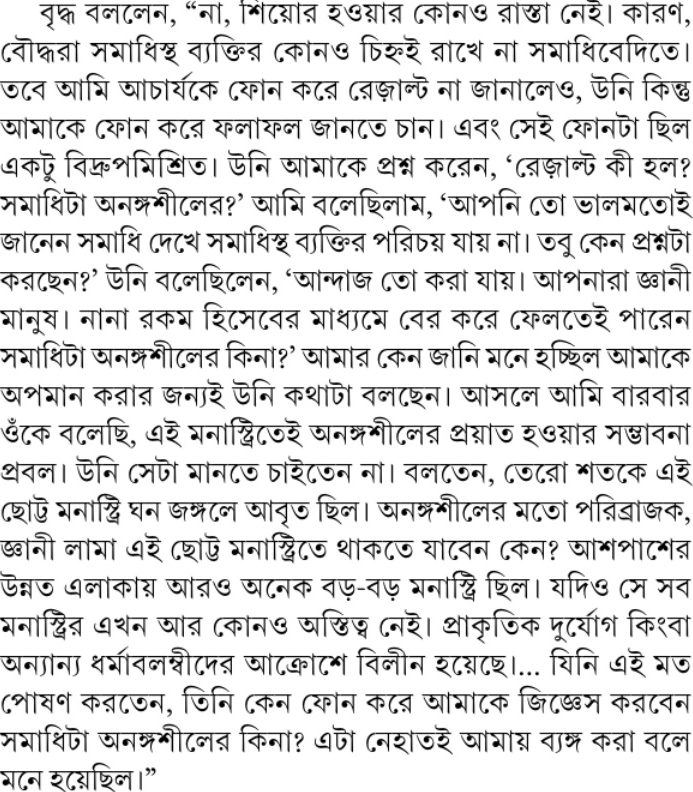 বৃদ্ধ বললেন, “না, শিয়োর হওয়ার কোনও রাস্তা নেই। কারণ,
বৌদ্ধরা সমাধিস্থ ব্যক্তির কোনও চিহ্নই রাখে না সমাধিবেদিতে।
তবে আমি আচার্যকে ফোন করে রেজ়াল্ট না জানালেও, উনি কিন্তু
আমাকে ফোন করে ফলাফল জানতে চান। এবং সেই ফোনটা ছিল
একটু বিদ্রুপমিশ্রিত। উনি আমাকে প্রশ্ন করেন, ‘রেজ়াল্ট কী হল?
সমাধিটা অনঙ্গশীলের?’ আমি বলেছিলাম, ‘আপনি তো ভালমতোই
জানেন সমাধি দেখে সমাধিস্থ ব্যক্তির পরিচয় যায় না। তবু কেন প্রশ্নটা
করছেন?’ উনি বলেছিলেন, ‘আন্দাজ তো করা যায়। আপনারা জ্ঞানী
মানুষ। নানা রকম হিসেবের মাধ্যমে বের করে ফেলতেই পারেন
সমাধিটা অনঙ্গশীলের কিনা?’ আমার কেন জানি মনে হচ্ছিল আমাকে
অপমান করার জন্যই উনি কথাটা বলছেন। আসলে আমি বারবার
ওঁকে বলেছি, এই মনাস্ট্রিতেই অনঙ্গশীলের প্রয়াত হওয়ার সম্ভাবনা
প্রবল। উনি সেটা মানতে চাইতেন না। বলতেন, তেরো শতকে এই
ছোট্ট মনাস্ট্রি ঘন জঙ্গলে আবৃত ছিল। অনঙ্গশীলের মতো পরিব্রাজক,
জ্ঞানী লামা এই ছোট্ট মনাস্ট্রিতে থাকতে যাবেন কেন? আশপাশের
উন্নত এলাকায় আরও অনেক বড়-বড় মনাস্ট্রি ছিল। যদিও সে সব
মনাস্ট্রির এখন আর কোনও অস্তিত্ব নেই। প্রাকৃতিক দুর্যোগ কিংবা
অন্যান্য ধর্মাবলম্বীদের আক্রোশে বিলীন হয়েছে।... যিনি এই মত
পোষণ করতেন, তিনি কেন ফোন করে আমাকে জিজ্ঞেস করবেন
সমাধিটা অনঙ্গশীলের কিনা? এটা নেহাতই আমায় ব্যঙ্গ করা বলে
মনে হয়েছিল।”